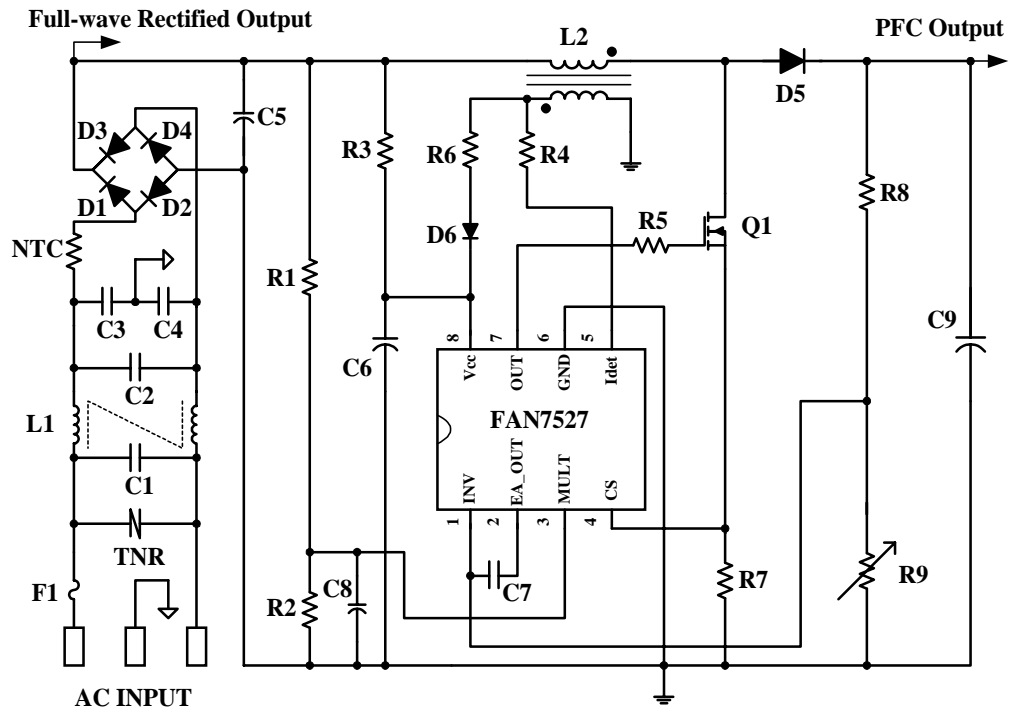 Full-wave Rectified Output
PFC Output
L2
D5
C5
D3
D4
R3
R6
R4
R8
D1
D2
D6
R5
Q1
NTC
R1
C3
C4
C9
8
7
6
5
C6
Vcc
OUT
GND
Idet
C2
L1
FAN7527
C1
INV
EA_OUT
MULT
CS
1
2
3
4
TNR
F1
R2
C8
C7
R7
R9
AC INPUT